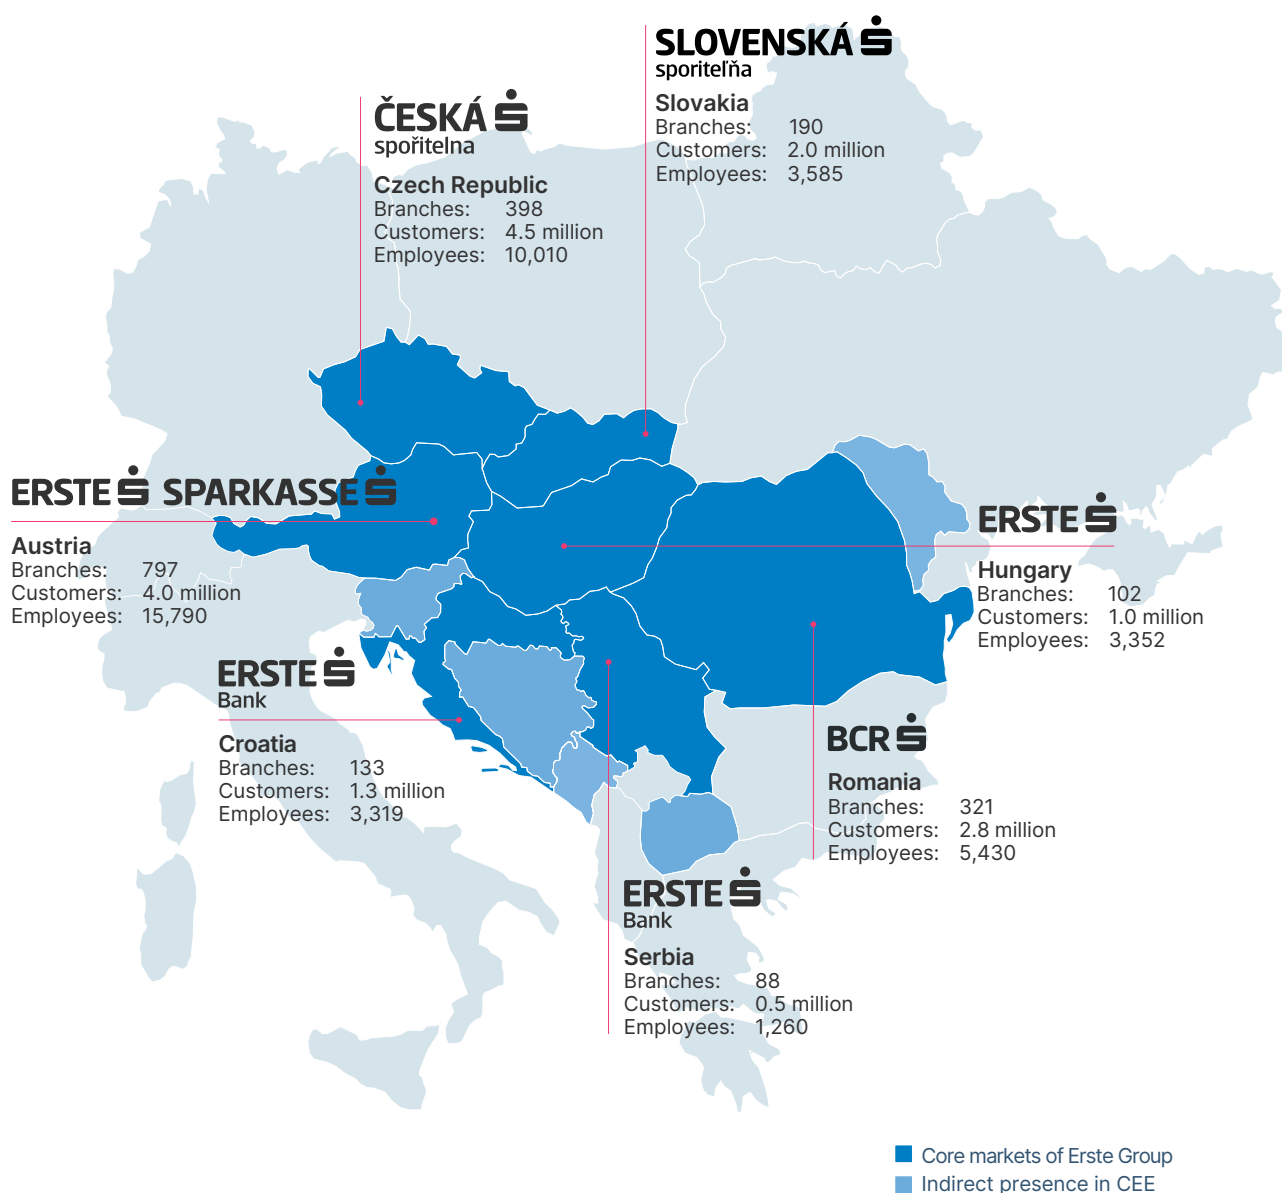 SLOVENSKÁ
sporiteľňa
Slovakia
Branches: 190
Customers: 2.0 million
Employees: 3,585
ČESKÁ
spořitelna
Czech Republic
Branches: 398
Customers: 4.5 million
Employees: 10,010
ERSTE SPARKASSE
Austria
Branches: 797
Customers: 4.0 million
Employees: 15,790
ERSTE
Hungary
Branches: 102
Customers: 1.0 million
Employees: 3,352
ERSTE
Bank
Croatia
Branches: 133
Customers: 1.3 million
Employees: 3,319
BCR
Romania
Branches: 321
Customers: 2.8 million
Employees: 5,430
ERSTE
Bank
Serbia
Branches: 88
Customers: 0.5 million
Employees: 1,260
Core markets of Erste Group
Indirect presence in CEE